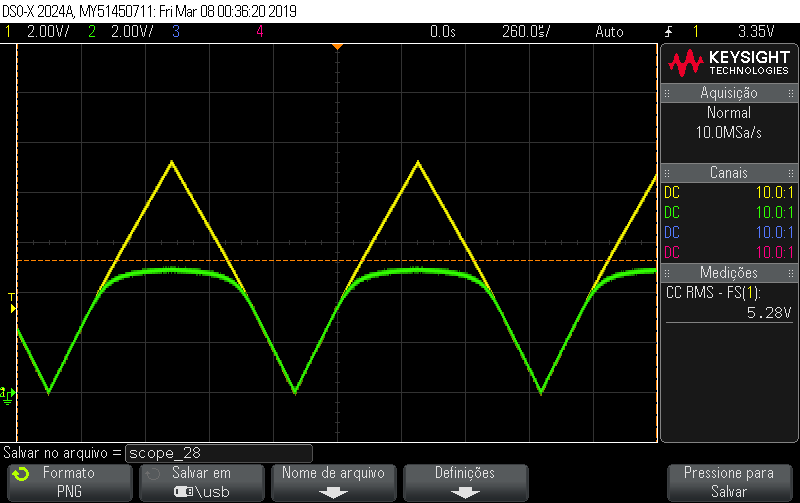 DSO-X 2024A, MY51450711: Fri Mar 08 00:36:20 2019
1 2.00V/ 2 2.00V/ 3 4 0.0s 260.0µs/ Auto 1 3.35V
KEYSIGHT
TECHNOLOGIES
Aquisição
Normal
10.0MSa/s
Canais
DC 10.0:1
DC 10.0:1
DC 10.0:1
DC 10.0:1
Medições
CC RMS - FS(1):
5.28V
T
Salvar no arquivo = scope_28
Formato
PNG
Salvar em
\usb
Nome de arquivo
Definições
Pressione para
Salvar